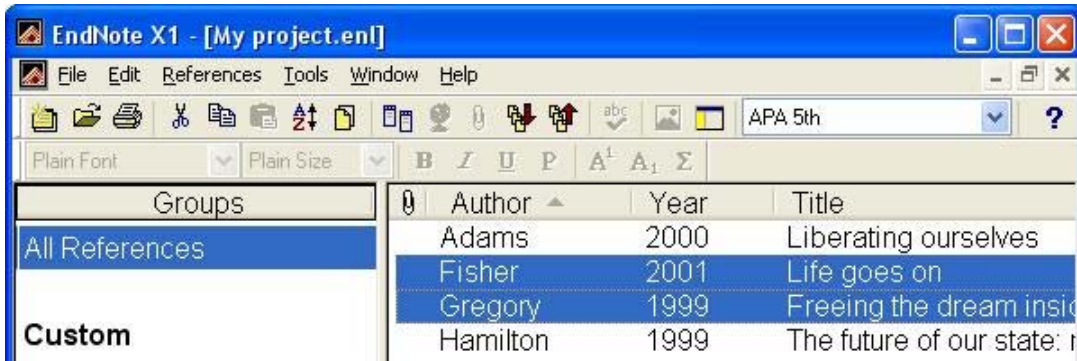 EndNote X1 - [My project.enl]
File Edit References Tools Window Help
APA 5th ?
Plain Font Plain Size B I U P A1 A1 Σ
Groups Author Year Title
All References
Adams 2000 Liberating ourselves
Fisher 2001 Life goes on
Gregory 1999 Freeing the dream
Custom
Hamilton 1999 The future of our state: